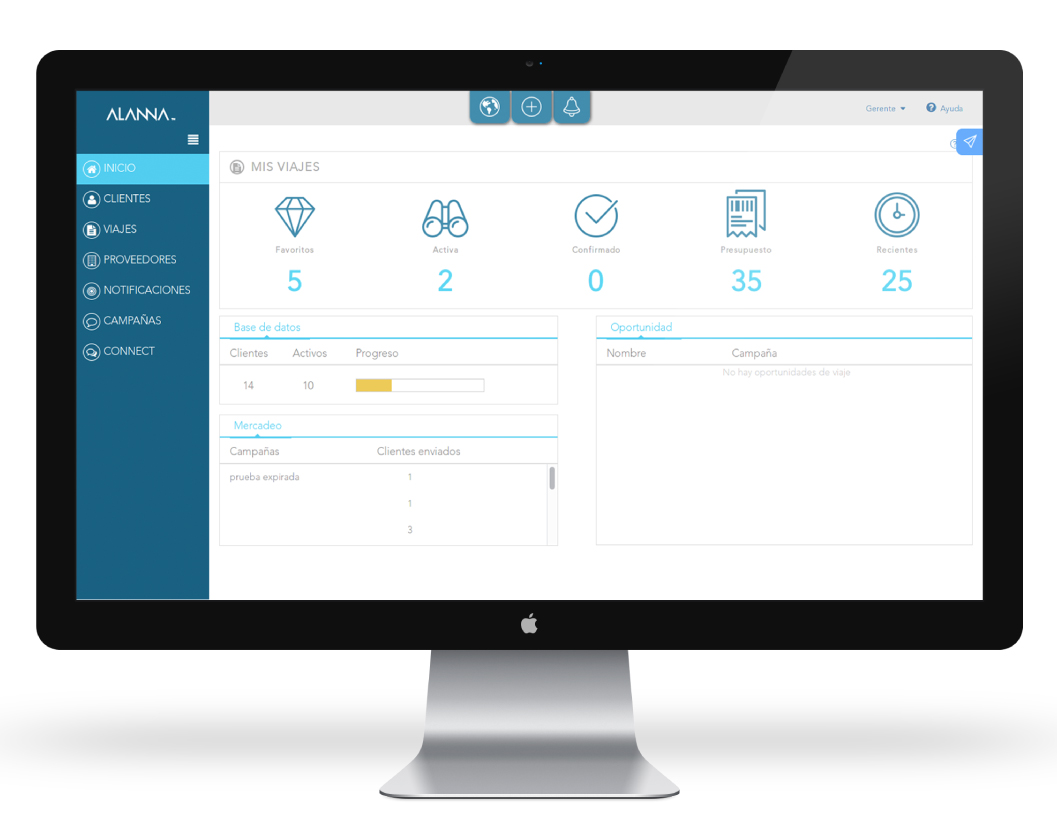 ALANNA
Gerente
Ayuda
INICIO
CLIENTES
VIAJES
PROVEEDORES
NOTIFICACIONES
CAMPAÑAS
CONNECT
MIS VIAJES
Favoritos Activa Confirmado Presupuesto Recientes
5 2 0 35 25
Base de datos
Clientes Activos Progreso
14 10
Mercadeo
Campañas Clientes enviados
prueba expirada 1
1
3
Oportunidad
Nombre Campaña
No hay oportunidades de viaje